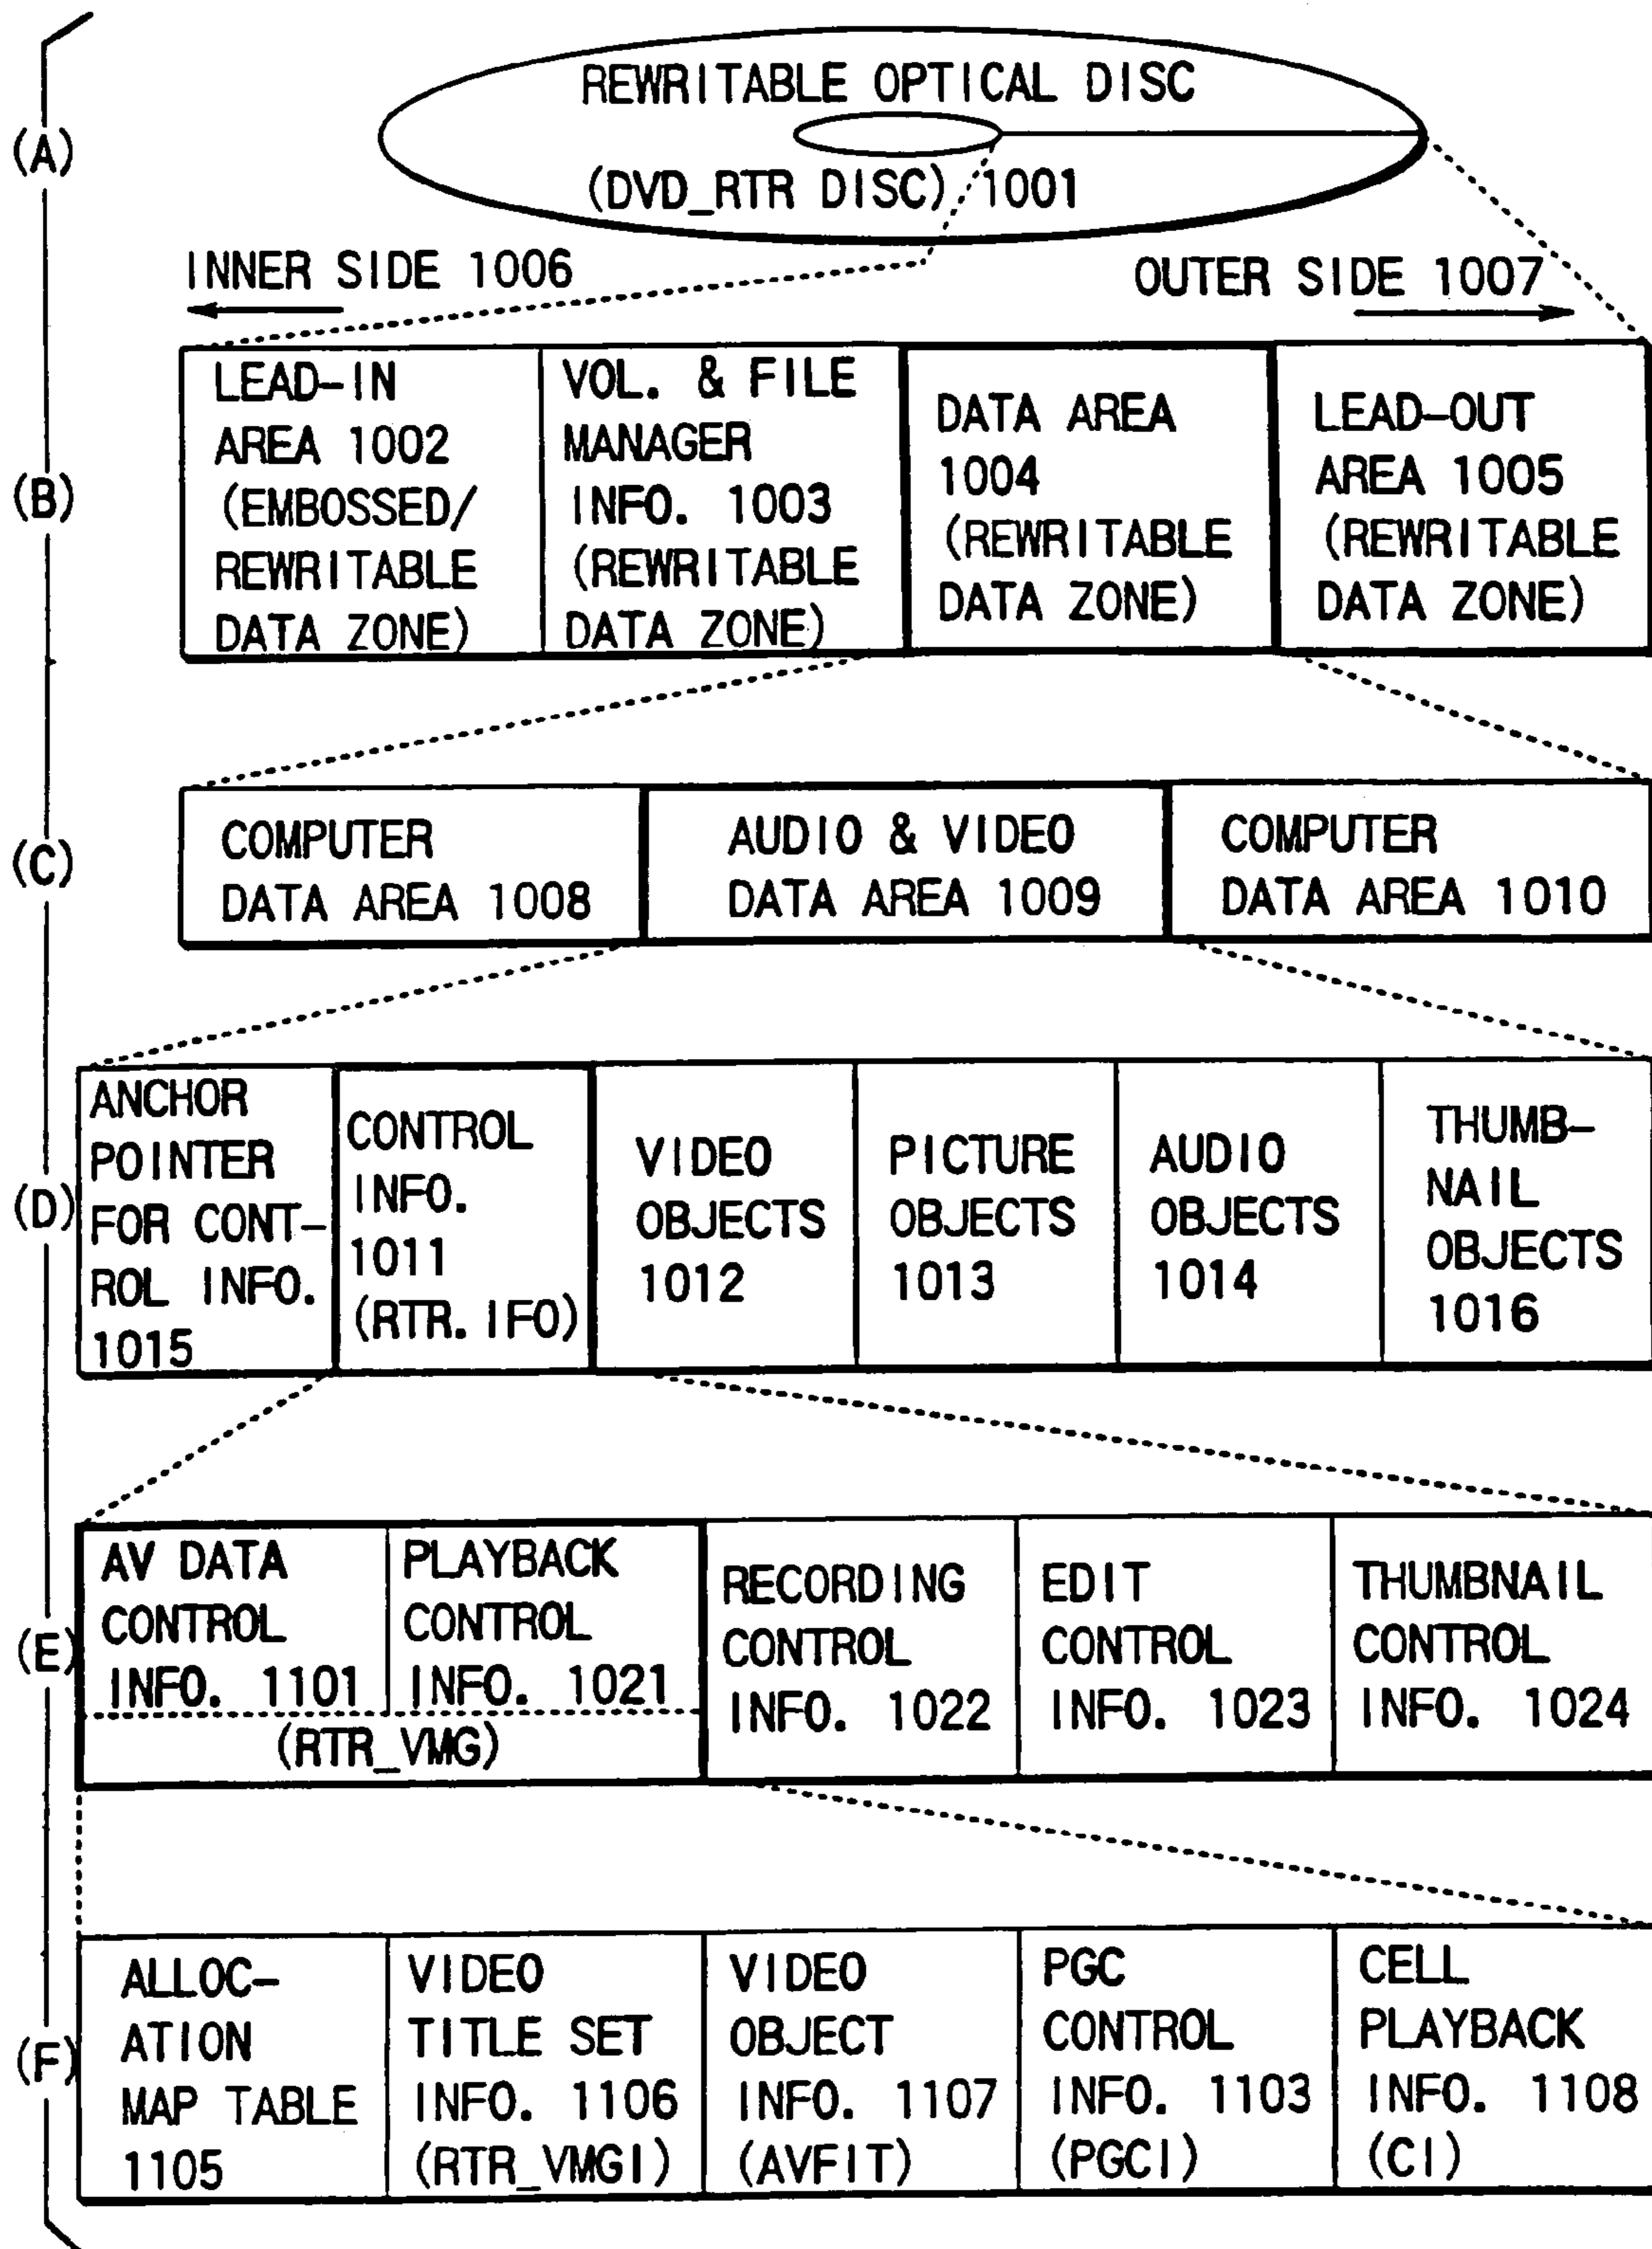 (A)
REWRITABLE OPTICAL DISC
(DVD_RTR DISC) 1001
INNER SIDE 1006
OUTER SIDE 1007
(B)
LEAD-IN
AREA 1002
(EMBOSSED/
REWRITABLE
DATA ZONE)
VOL. & FILE
MANAGER
INFO. 1003
(REWRITABLE
DATA ZONE)
DATA AREA
1004
(REWRITABLE
DATA ZONE)
LEAD-OUT
AREA 1005
(REWRITABLE
DATA ZONE)
(C)
COMPUTER
DATA AREA 1008
AUDIO & VIDEO
DATA AREA 1009
COMPUTER
DATA AREA 1010
(D)
ANCHOR
POINTER
FOR CONT-
ROL INFO.
1015
CONTROL
INFO.
1011
(RTR.IFO)
VIDEO
OBJECTS
1012
PICTURE
OBJECTS
1013
AUDIO
OBJECTS
1014
THUMB-
NAIL
OBJECTS
1016
(E)
AV DATA
CONTROL
INFO. 1101
PLAYBACK
CONTROL
INFO. 1021
(RTR_VMG)
RECORDING
CONTROL
INFO. 1022
EDIT
CONTROL
INFO. 1023
THUMBNAIL
CONTROL
INFO. 1024
(F)
ALLOC-
ATION
MAP TABLE
1105
VIDEO
TITLE SET
INFO. 1106
(RTR_VMGI)
VIDEO
OBJECT
INFO. 1107
(AVFIT)
PGC
CONTROL
INFO. 1103
(PGCI)
CELL
PLAYBACK
INFO. 1108
(CI)